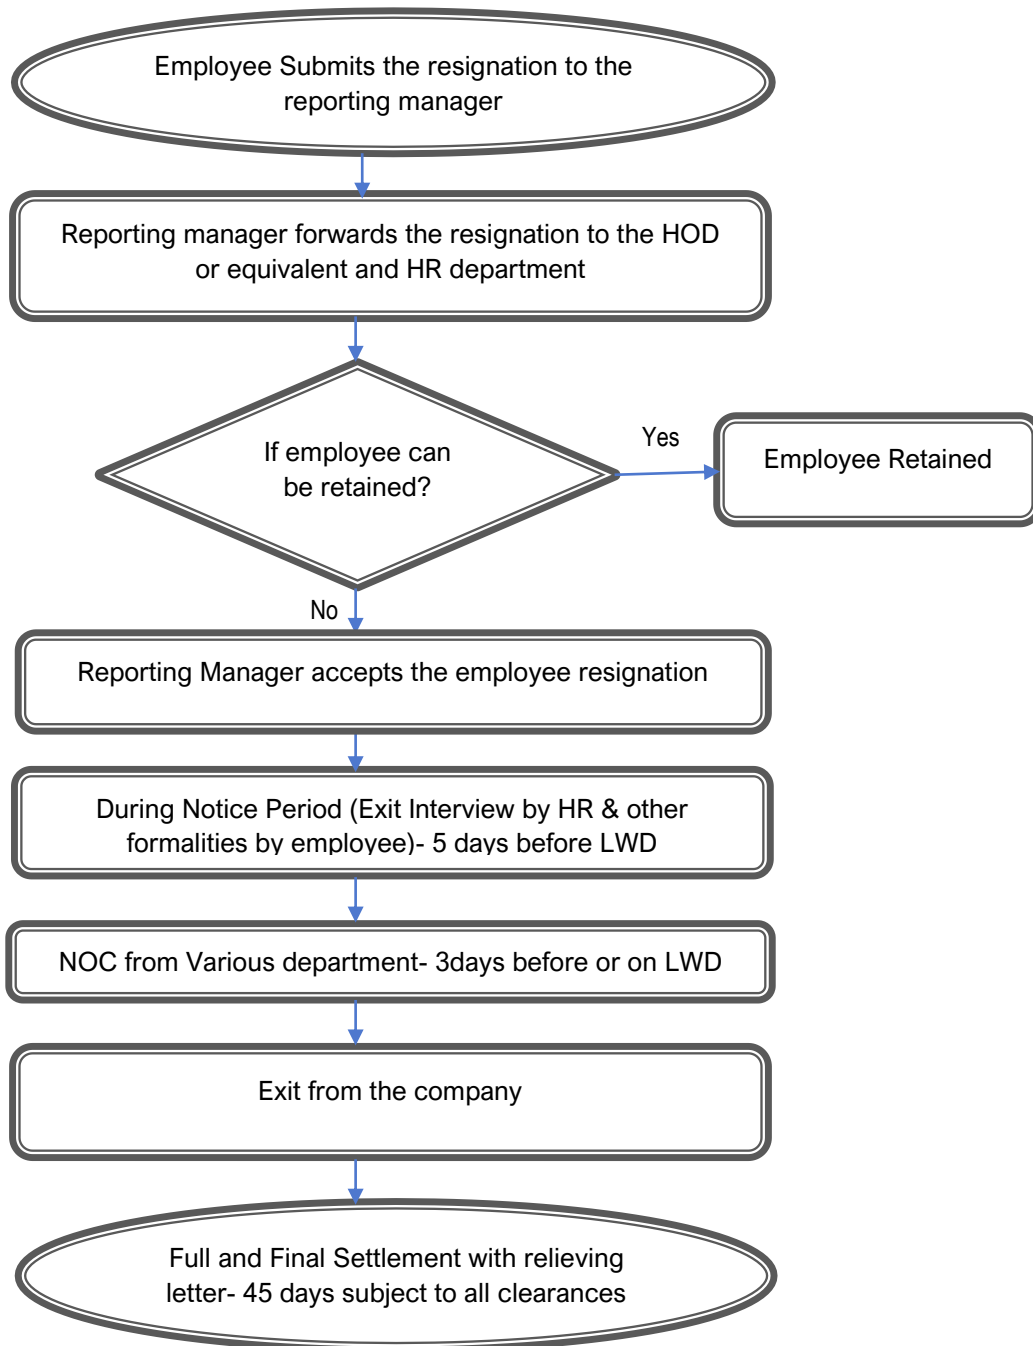 Employee Submits the resignation to the
reporting manager
Reporting manager forwards the resignation to the HOD
or equivalent and HR department
If employee can
be retained?
Yes
Employee Retained
No
Reporting Manager accepts the employee resignation
During Notice Period (Exit Interview by HR & other
formalities by employee)- 5 days before LWD
NOC from Various department- 3days before or on LWD
Exit from the company
Full and Final Settlement with relieving
letter- 45 days subject to all clearances